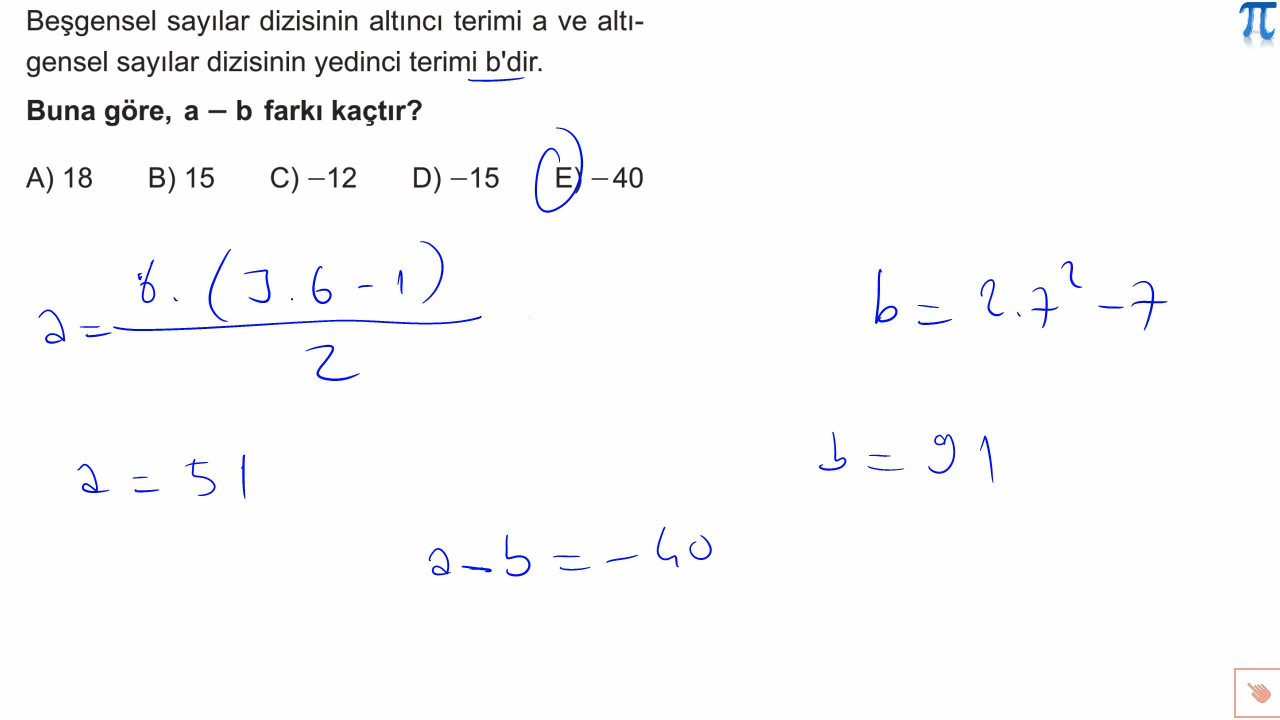 Beşgensel sayılar dizisinin altıncı terimi a ve altı-
gensel sayılar dizisinin yedinci terimi b'dir.
Buna göre, a – b farkı kaçtır?
A) 18 B) 15 C) –12 D) –15 E) –40
a = 6. (3.6 - 1) / 2
b = 2.7² - 7
a = 51
b = 91
a - b = - 40